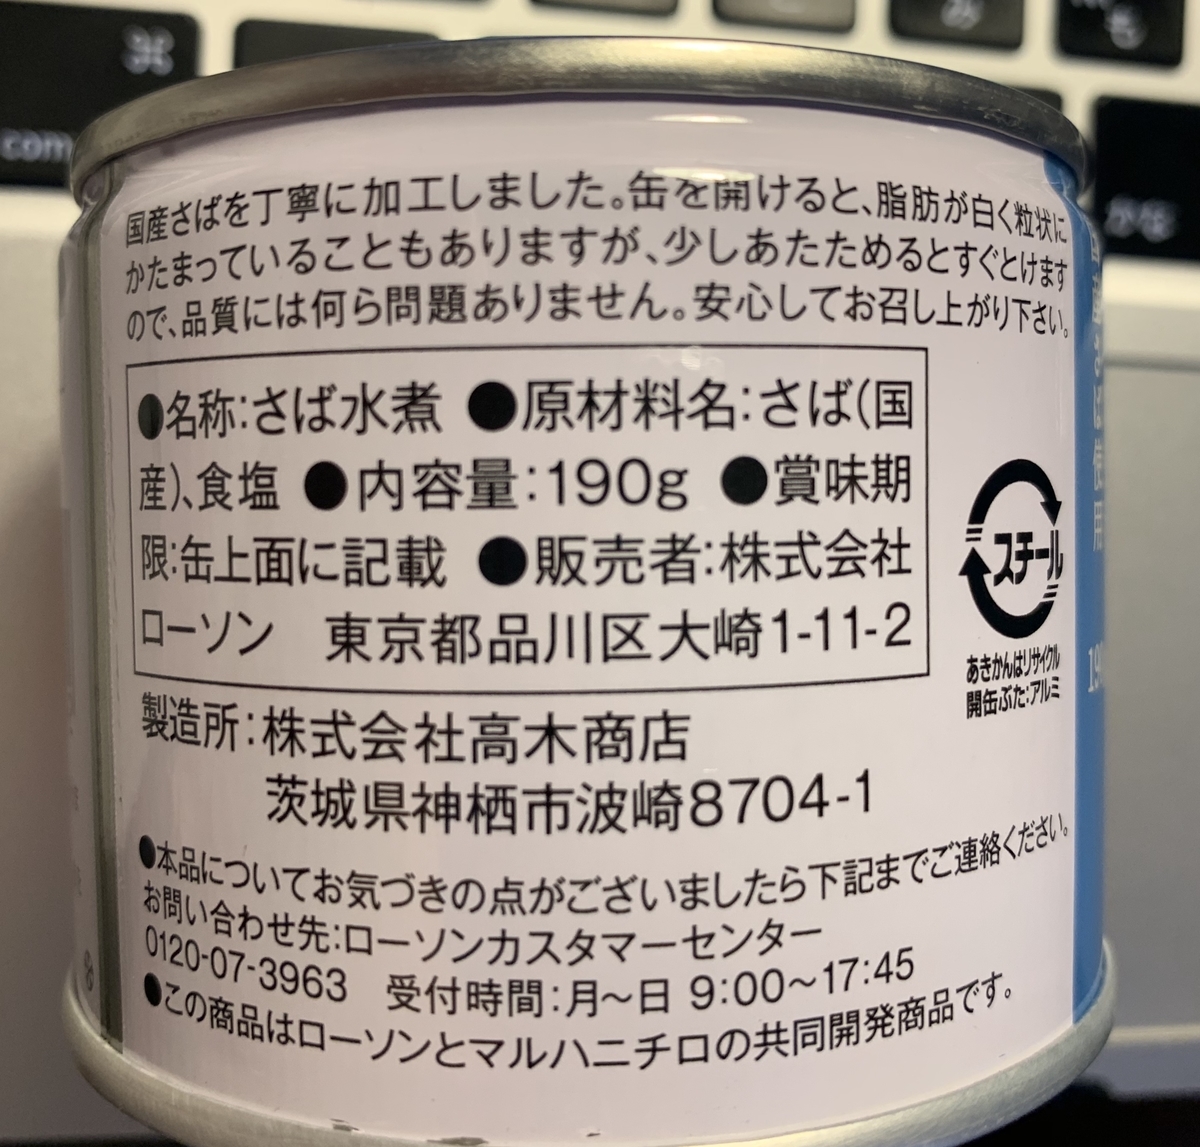 国産さばを丁寧に加工しました。缶を開けると、脂肪が白く粒状に
かたまっていることもありますが、少しあたためるとすぐとけます
ので、品質には何ら問題ありません。安心してお召し上がり下さい。
●名称:さば水煮 ●原材料名:さば(国
産)、食塩 ●内容量:190g ●賞味期
限:缶上面に記載 ●販売者:株式会社
ローソン 東京都品川区大崎1-11-2
スチール
あきかんはリサイクル
開缶ぶた:アルミ
製造所:株式会社高木商店
茨城県神栖市波崎8704-1
●本品についてお気づきの点がございましたら下記までご連絡ください。
お問い合わせ先:ローソンカスタマーセンター
0120-07-3963 受付時間:月〜日 9:00〜17:45
●この商品はローソンとマルハニチロの共同開発商品です。
使用
⌘
com
み
も
かな